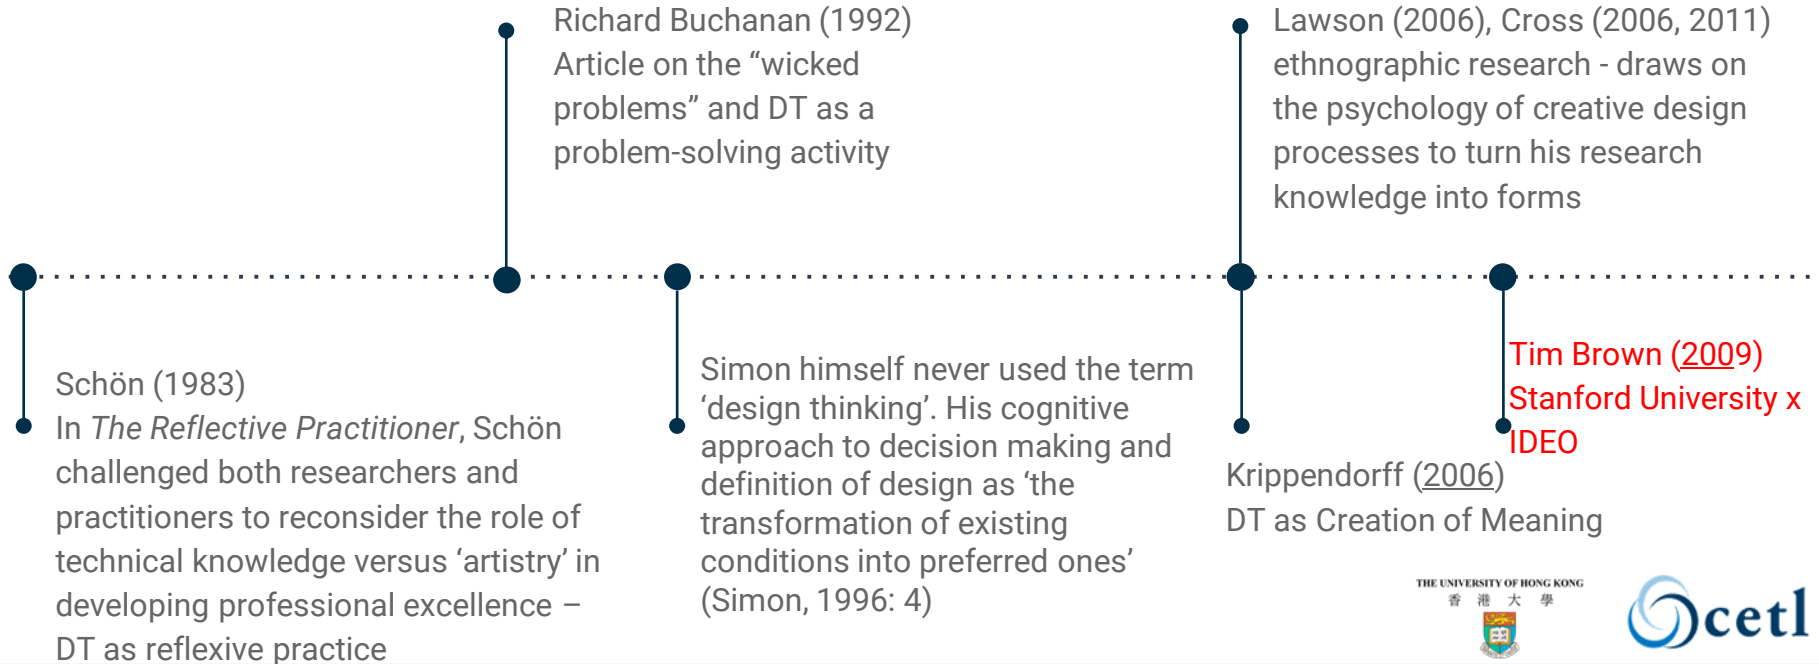 Richard Buchanan (1992)
Article on the “wicked
problems” and DT as a
problem-solving activity
Lawson (2006), Cross (2006, 2011)
ethnographic research - draws on
the psychology of creative design
processes to turn his research
knowledge into forms
Schön (1983)
In The Reflective Practitioner, Schön
challenged both researchers and
practitioners to reconsider the role of
technical knowledge versus ‘artistry’ in
developing professional excellence –
DT as reflexive practice
Simon himself never used the term
‘design thinking’. His cognitive
approach to decision making and
definition of design as ‘the
transformation of existing
conditions into preferred ones’
(Simon, 1996: 4)
Krippendorff (2006)
DT as Creation of Meaning
Tim Brown (2009)
Stanford University x
IDEO
THE UNIVERSITY OF HONG KONG
香港大學
cetl